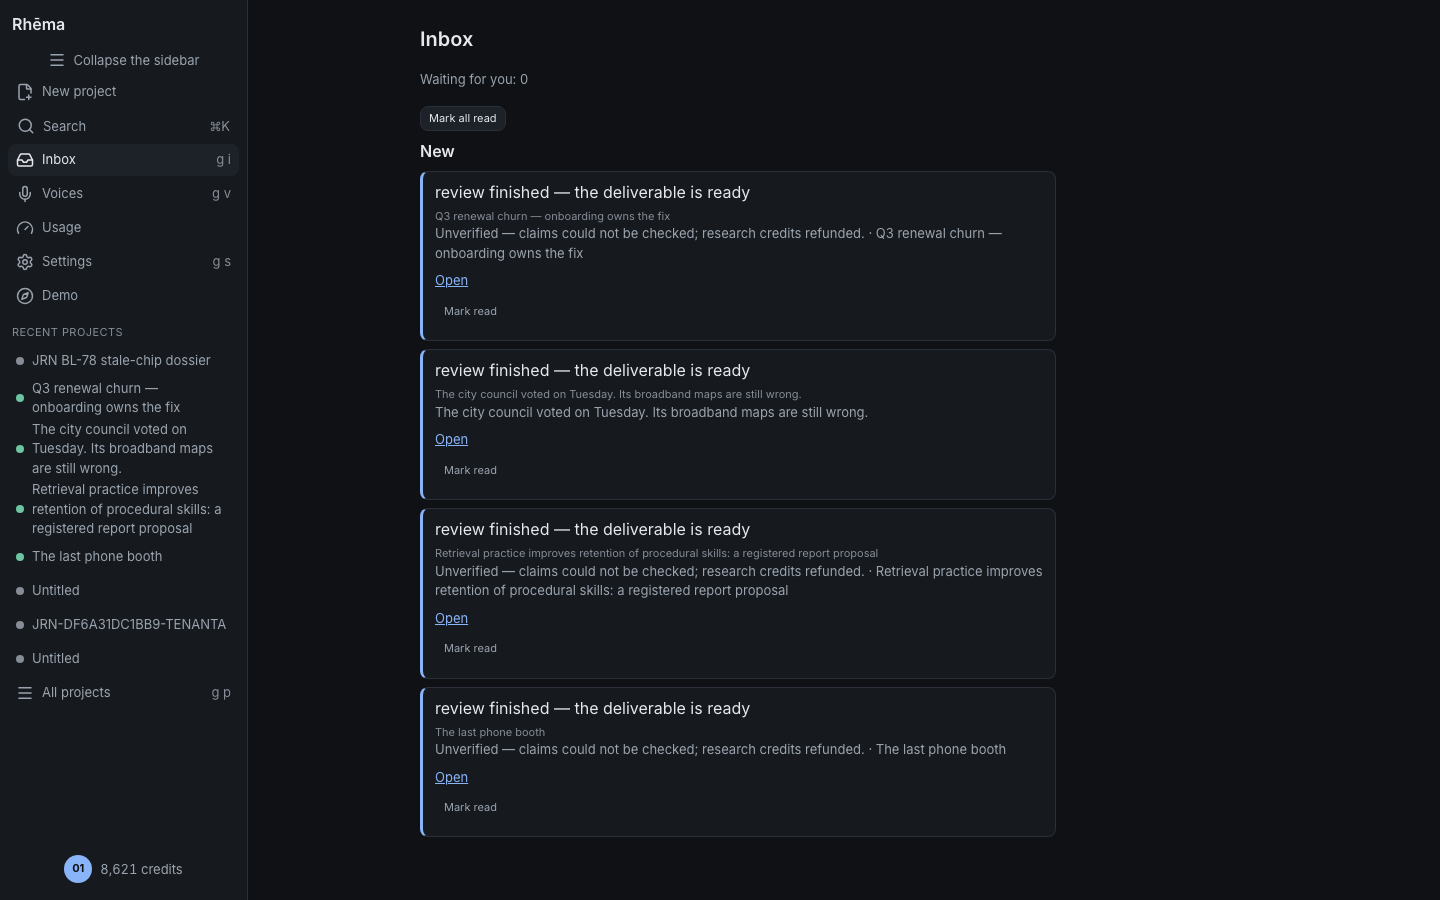 Rhēma
Collapse the sidebar
New project
Search ⌘K
Inbox g i
Voices g v
Usage
Settings g s
Demo
RECENT PROJECTS
JRN BL-78 stale-chip dossier
Q3 renewal churn —
onboarding owns the fix
The city council voted on
Tuesday. Its broadband maps
are still wrong.
Retrieval practice improves
retention of procedural skills: a
registered report proposal
The last phone booth
Untitled
JRN-DF6A31DC1BB9-TENANTA
Untitled
All projects g p
01 8,621 credits
Inbox
Waiting for you: 0
Mark all read
New
review finished — the deliverable is ready
Q3 renewal churn — onboarding owns the fix
Unverified — claims could not be checked; research credits refunded. · Q3 renewal churn —
onboarding owns the fix
Open
Mark read
review finished — the deliverable is ready
The city council voted on Tuesday. Its broadband maps are still wrong.
The city council voted on Tuesday. Its broadband maps are still wrong.
Open
Mark read
review finished — the deliverable is ready
Retrieval practice improves retention of procedural skills: a registered report proposal
Unverified — claims could not be checked; research credits refunded. · Retrieval practice improves
retention of procedural skills: a registered report proposal
Open
Mark read
review finished — the deliverable is ready
The last phone booth
Unverified — claims could not be checked; research credits refunded. · The last phone booth
Open
Mark read